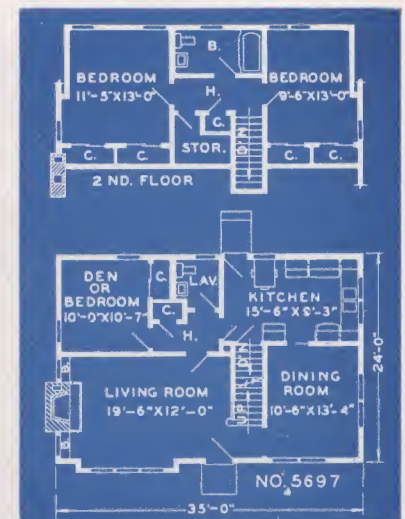 B.
BEDROOM
11'-5"X13'-0"
BEDROOM
9'-6"X13'-0"
H.
C.
STOR.
DN
C.
C.
C.
C.
2 ND. FLOOR
DEN
OR
BEDROOM
10'-0"X10'-7"
C.
LAV.
C.
H.
KITCHEN
15'-6"X9'-3"
24'-0"
DN
UP
LIVING ROOM
19'-6"X12'-0"
DINING
ROOM
10'-6"X13'-4"
NO. 5697
35'-0"